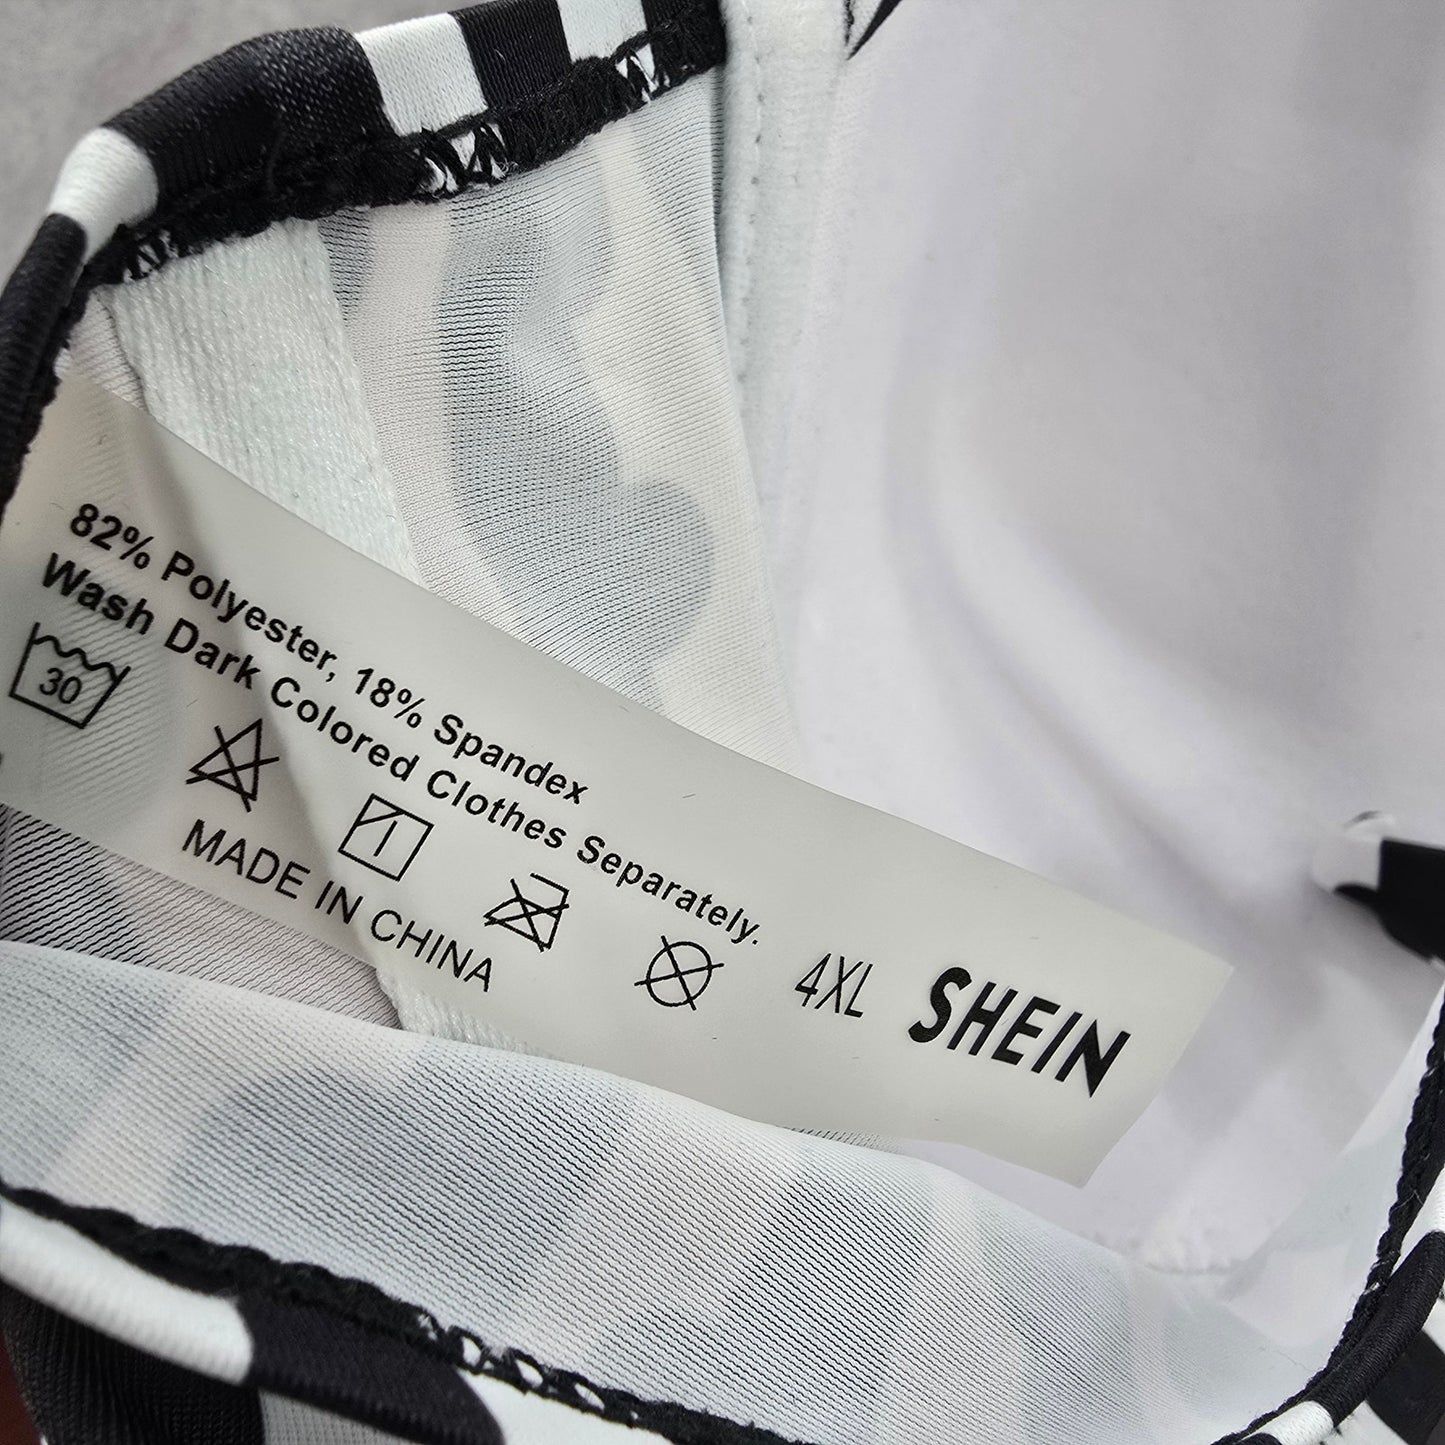 82% Polyester, 18% Spandex
Wash Dark Colored Clothes Separately.
30
MADE IN CHINA
4XL SHEIN